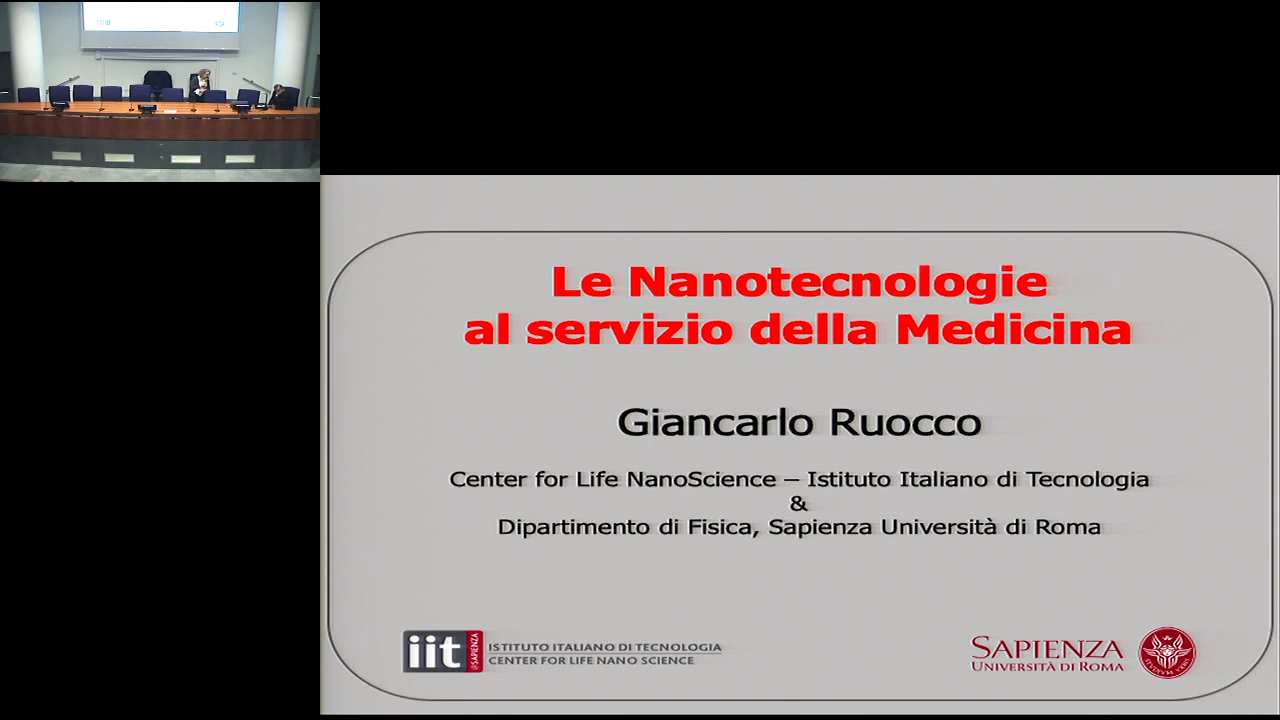 Le Nanotecnologie
al servizio della Medicina
Giancarlo Ruocco
Center for Life NanoScience – Istituto Italiano di Tecnologia
&
Dipartimento di Fisica, Sapienza Università di Roma
iit @SAPIENZA
ISTITUTO ITALIANO DI TECNOLOGIA
CENTER FOR LIFE NANO SCIENCE
SAPIENZA
UNIVERSITÀ DI ROMA